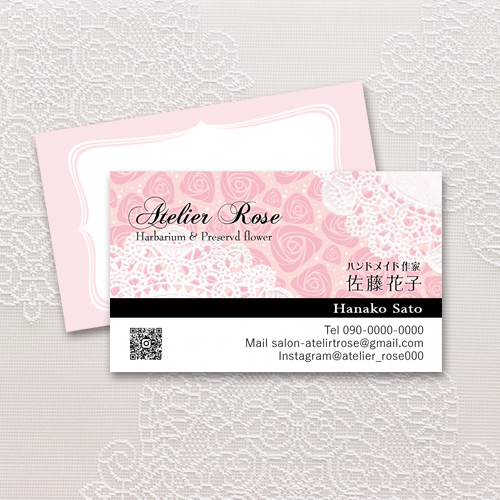 Atelier Rose
Harbarium & Preservd flower
ハンドメイド作家
佐藤花子
Hanako Sato
Tel 090-0000-0000
Mail salon-atelirtrose@gmail.com
Instagram@atelier_rose000